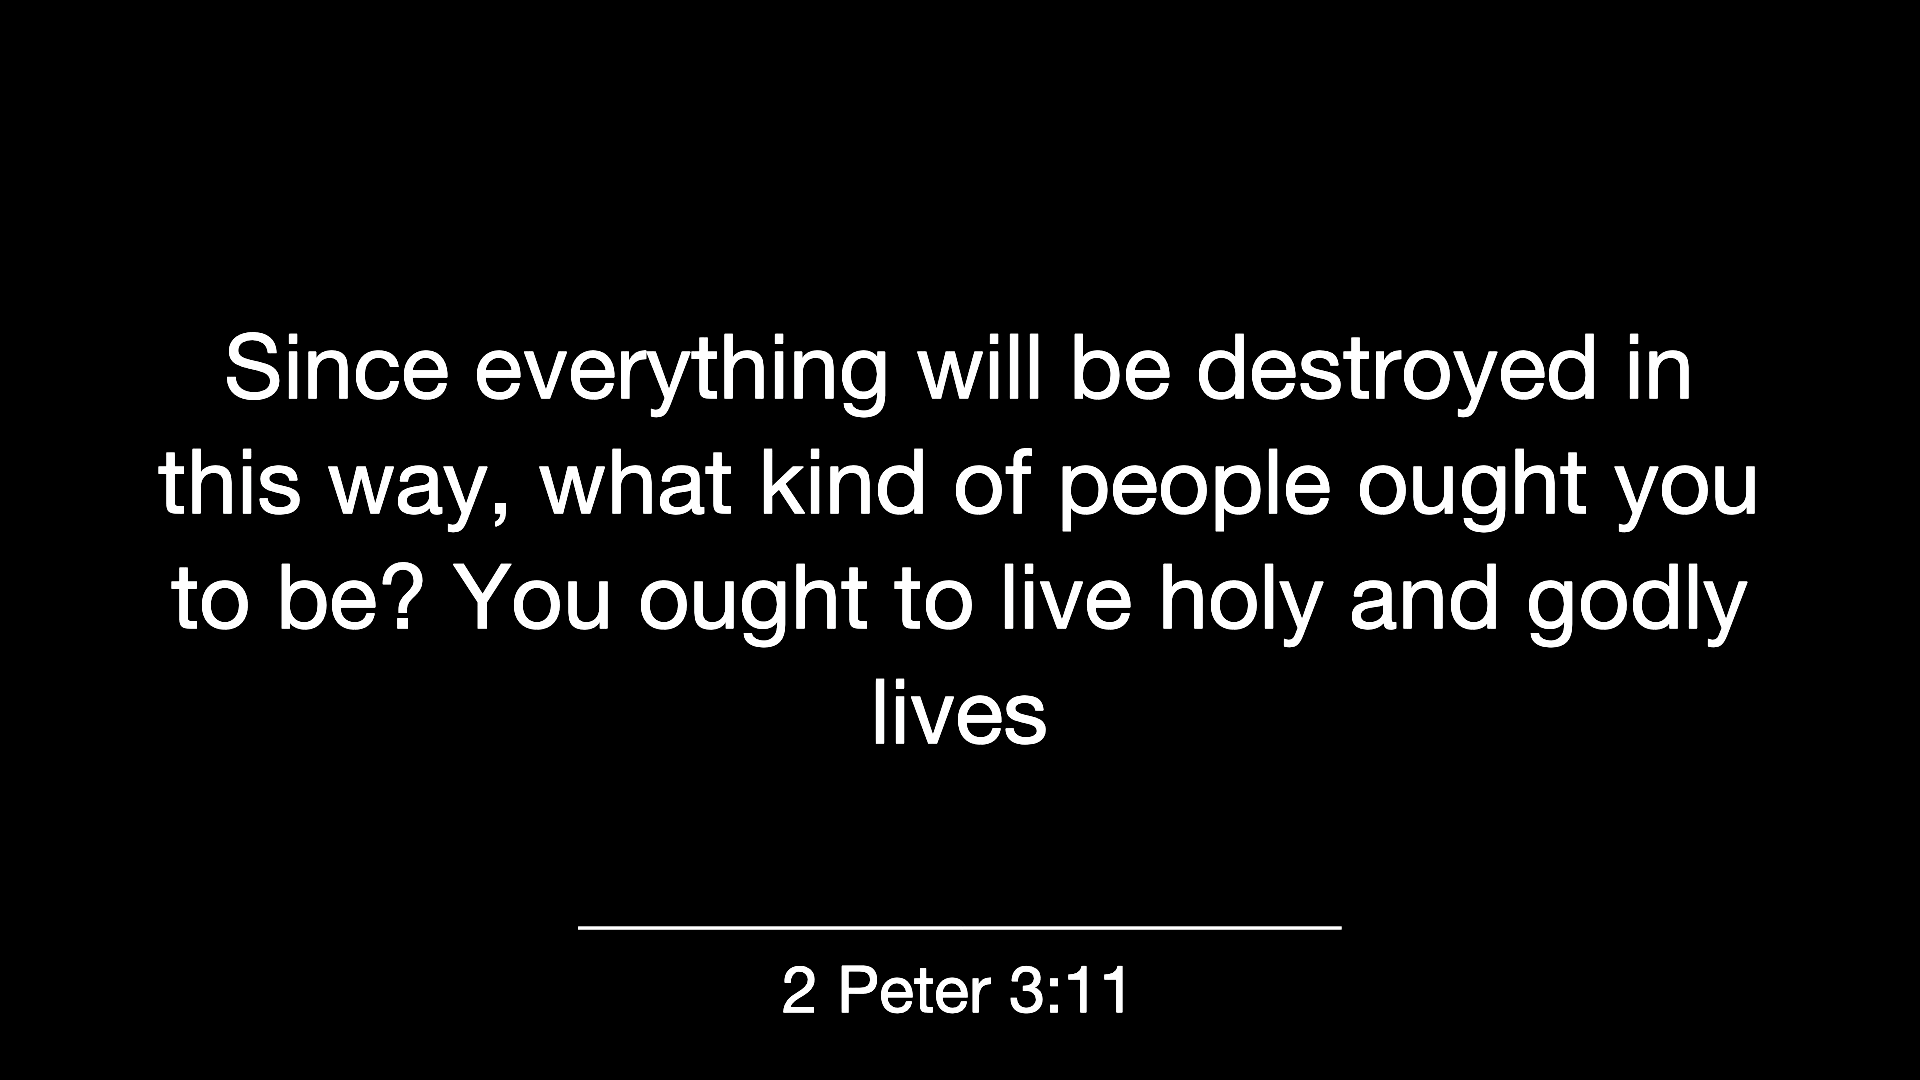 Since everything will be destroyed in
this way, what kind of people ought you
to be? You ought to live holy and godly
lives
2 Peter 3:11